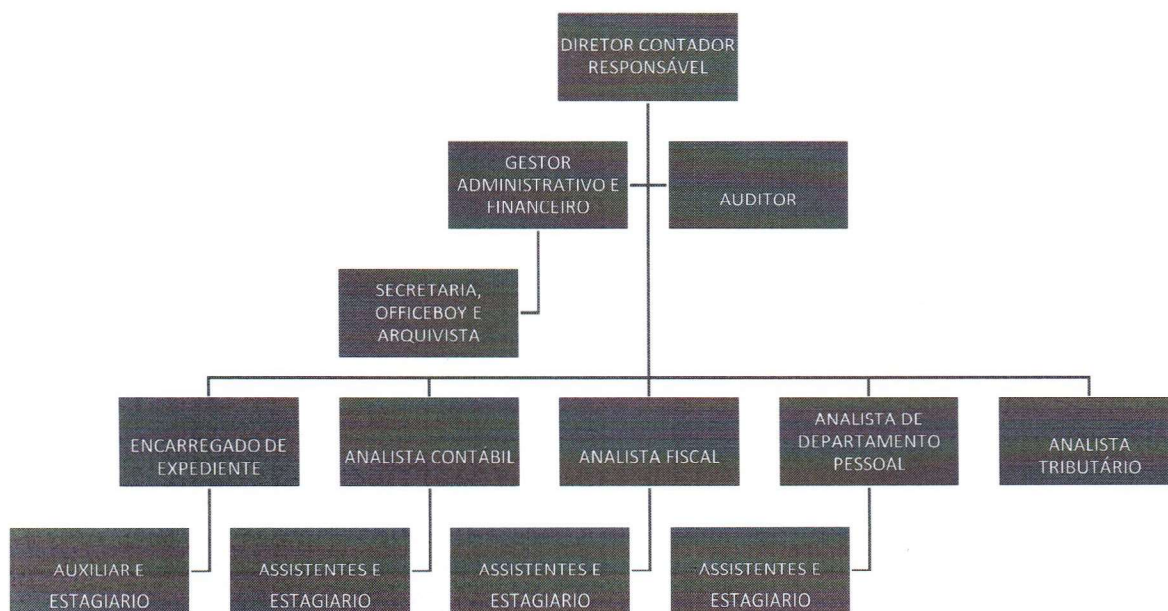 DIRETOR CONTADOR
RESPONSÁVEL
GESTOR
ADMINISTRATIVO E
FINANCEIRO
AUDITOR
SECRETARIA,
OFFICEBOY E
ARQUIVISTA
ENCARREGADO DE
EXPEDIENTE
ANALISTA CONTÁBIL
ANALISTA FISCAL
ANALISTA DE
DEPARTAMENTO
PESSOAL
ANALISTA
TRIBUTÁRIO
AUXILIAR E
ESTAGIARIO
ASSISTENTES E
ESTAGIARIO
ASSISTENTES E
ESTAGIARIO
ASSISTENTES E
ESTAGIARIO